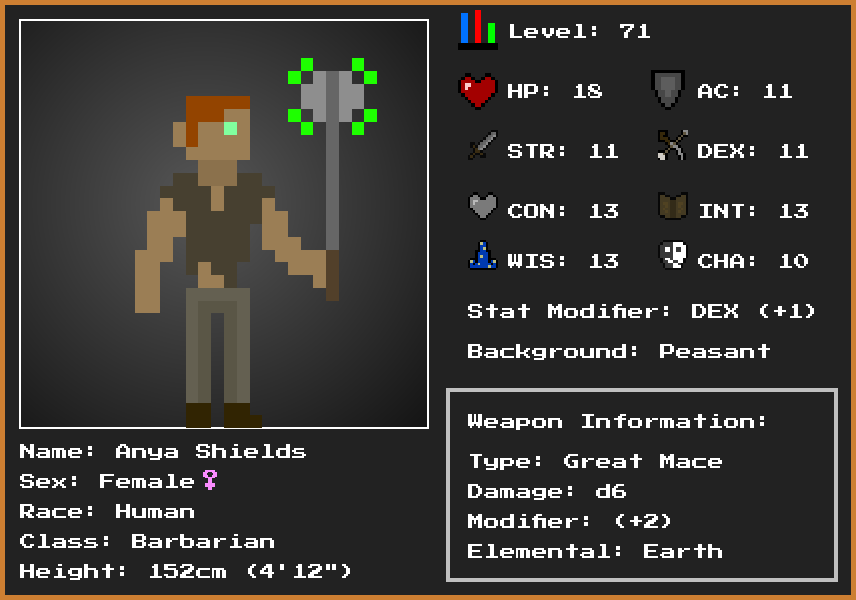 Level: 71
HP: 18
AC: 11
STR: 11
DEX: 11
CON: 13
INT: 13
WIS: 13
CHA: 10
Stat Modifier: DEX (+1)
Background: Peasant
Weapon Information:
Type: Great Mace
Damage: d6
Modifier: (+2)
Elemental: Earth
Name: Anya Shields
Sex: Female♀
Race: Human
Class: Barbarian
Height: 152cm (4'12")